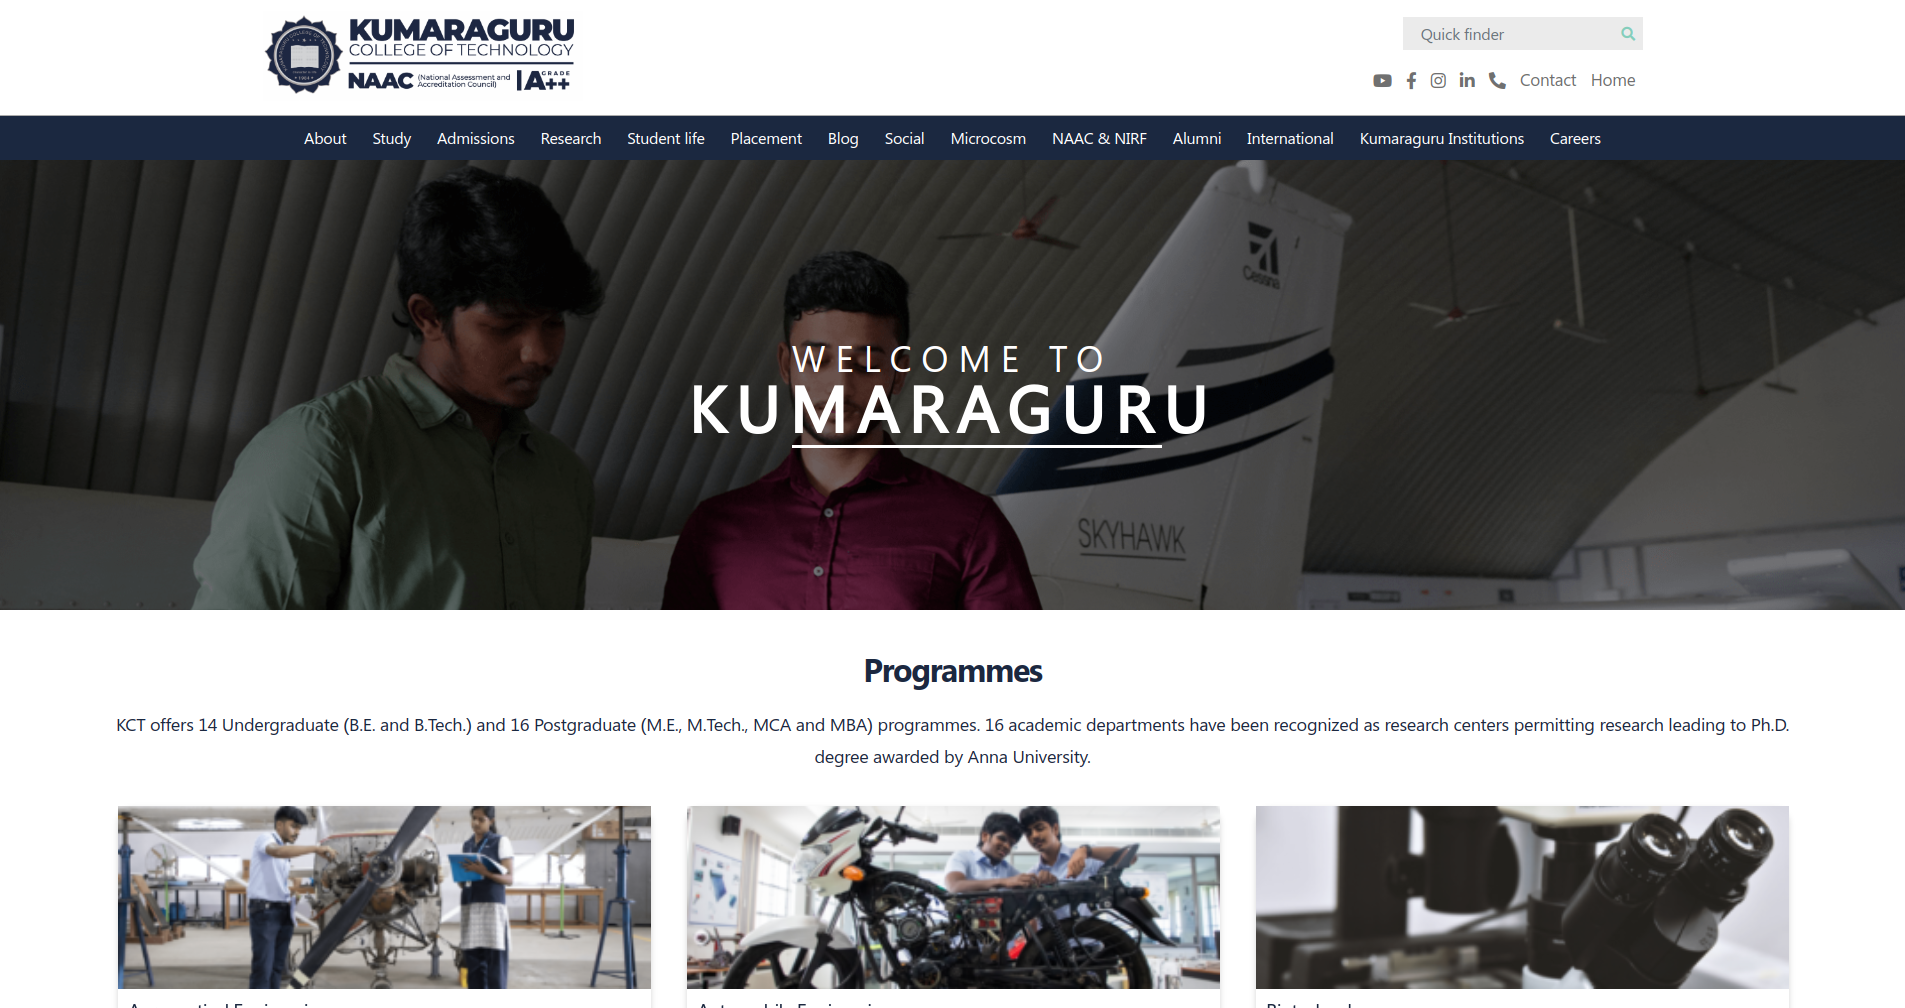 KUMARAGURU
COLLEGE OF TECHNOLOGY
NAAC (National Assessment and Accreditation Council) GRADE A++
Quick finder
Contact Home
About Study Admissions Research Student life Placement Blog Social Microcosm NAAC & NIRF Alumni International Kumaraguru Institutions Careers
Cessna
WELCOME TO
KUMARAGURU
SKYHAWK
Programmes
KCT offers 14 Undergraduate (B.E. and B.Tech.) and 16 Postgraduate (M.E., M.Tech., MCA and MBA) programmes. 16 academic departments have been recognized as research centers permitting research leading to Ph.D.
degree awarded by Anna University.